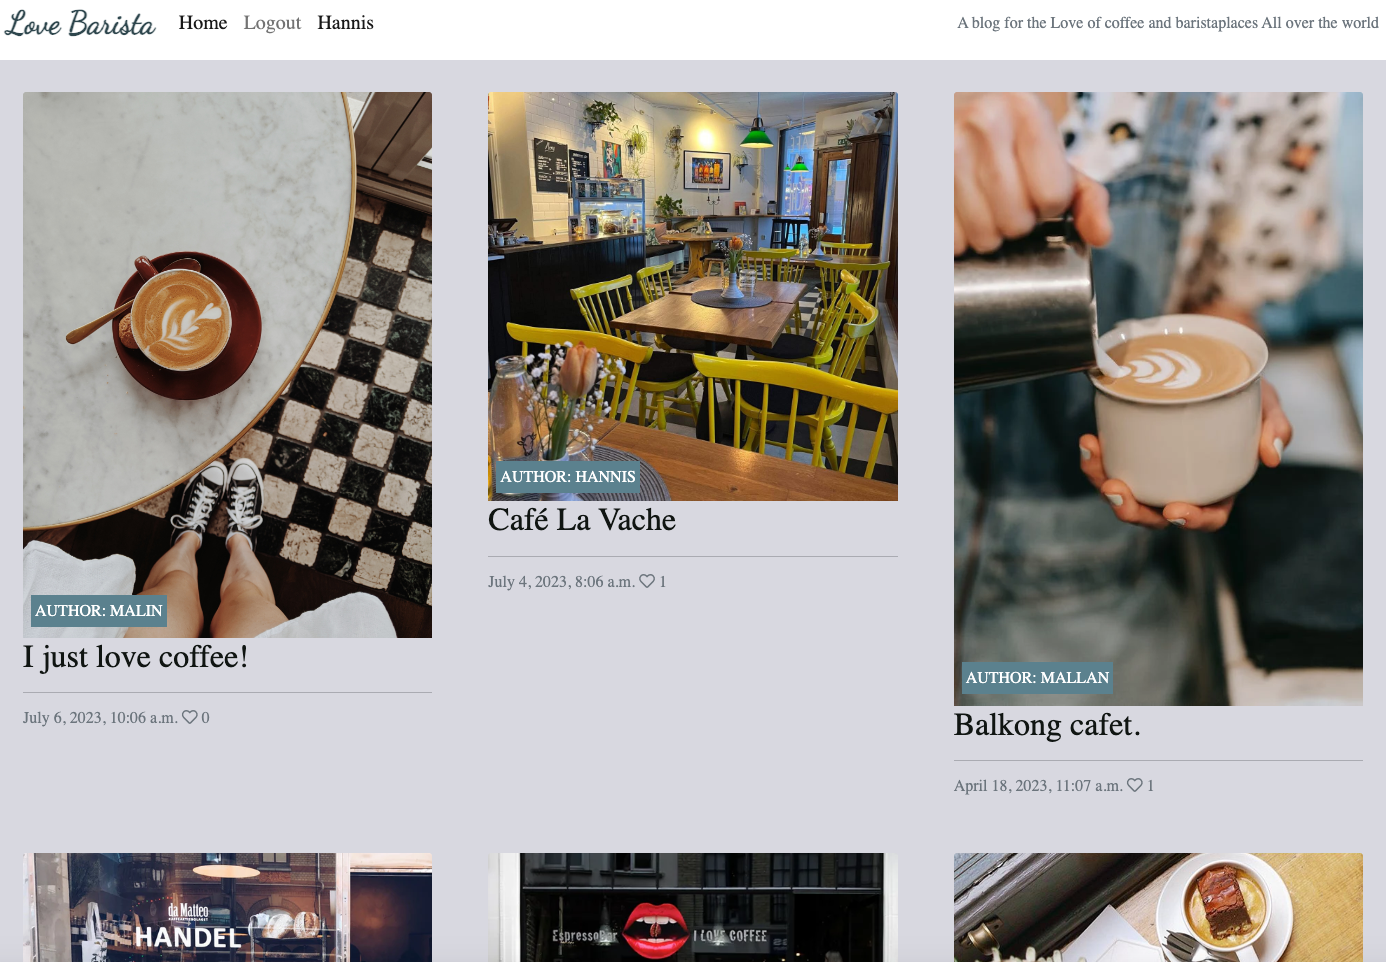 Love Barista Home Logout Hannis A blog for the Love of coffee and baristaplaces All over the world
AUTHOR: MALIN
I just love coffee!
July 6, 2023, 10:06 a.m. 0
AUTHOR: HANNIS
Café La Vache
July 4, 2023, 8:06 a.m. 1
AUTHOR: MALLAN
Balkong cafet.
April 18, 2023, 11:07 a.m. 1
da Matteo
HANDEL
EspressoBar I LOVE COFFEE